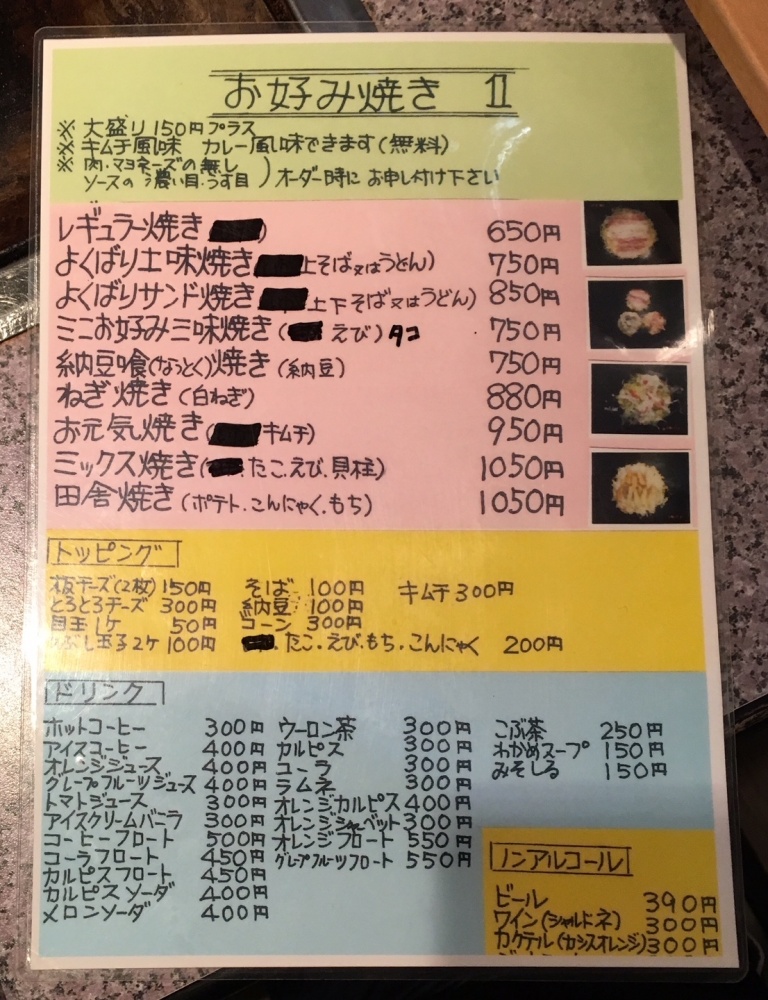 お好み焼き 1
※ 大盛り150円プラス
※ キムチ風味 カレー風味できます(無料)
※ 肉・マヨネーズの無し
ソースの 濃い目・うす目 ) オーダー時に お申し付け下さい
レギュラー焼き ) 650円
よくばり土味焼き 上そば又はうどん) 750円
よくばりサンド焼き 上下そば又はうどん) 850円
ミニお好み三味焼き ( えび) タコ 750円
納豆喰(なっとく)焼き (納豆) 750円
ねぎ焼き (白ねぎ) 880円
お元気焼き ( キムチ) 950円
ミックス焼き ( .たこ.えび.貝柱) 1050円
田舎焼き (ポテト.こんにゃく.もち) 1050円
トッピング
板チーズ(2枚) 150円 そば 100円 キムチ300円
とろとろチーズ 300円 納豆 100円
目玉1ケ 50円 コーン 300円
ぶし玉子2ケ 100円 .たこ.えび.もち.こんにゃく 200円
ドリンク
ホットコーヒー 300円 ウーロン茶 300円 こぶ茶 250円
アイスコーヒー 400円 カルピス 300円 わかめスープ 150円
オレンジジュース 400円 コーラ 300円 みそしる 150円
グレープフルーツジュース 400円 ラムネ 300円
トマトジュース 300円 オレンジカルピス 400円
アイスクリームバニラ 300円 オレンジシャーベット 300円
コーヒーフロート 500円 オレンジフロート 550円
コーラフロート 450円 グレープフルーツフロート 550円
カルピスフロート 450円
カルピスソーダ 400円
メロンソーダ 400円
ノンアルコール
ビール 390円
ワイン(シャルドネ) 300円
カクテル(カシスオレンジ) 300円